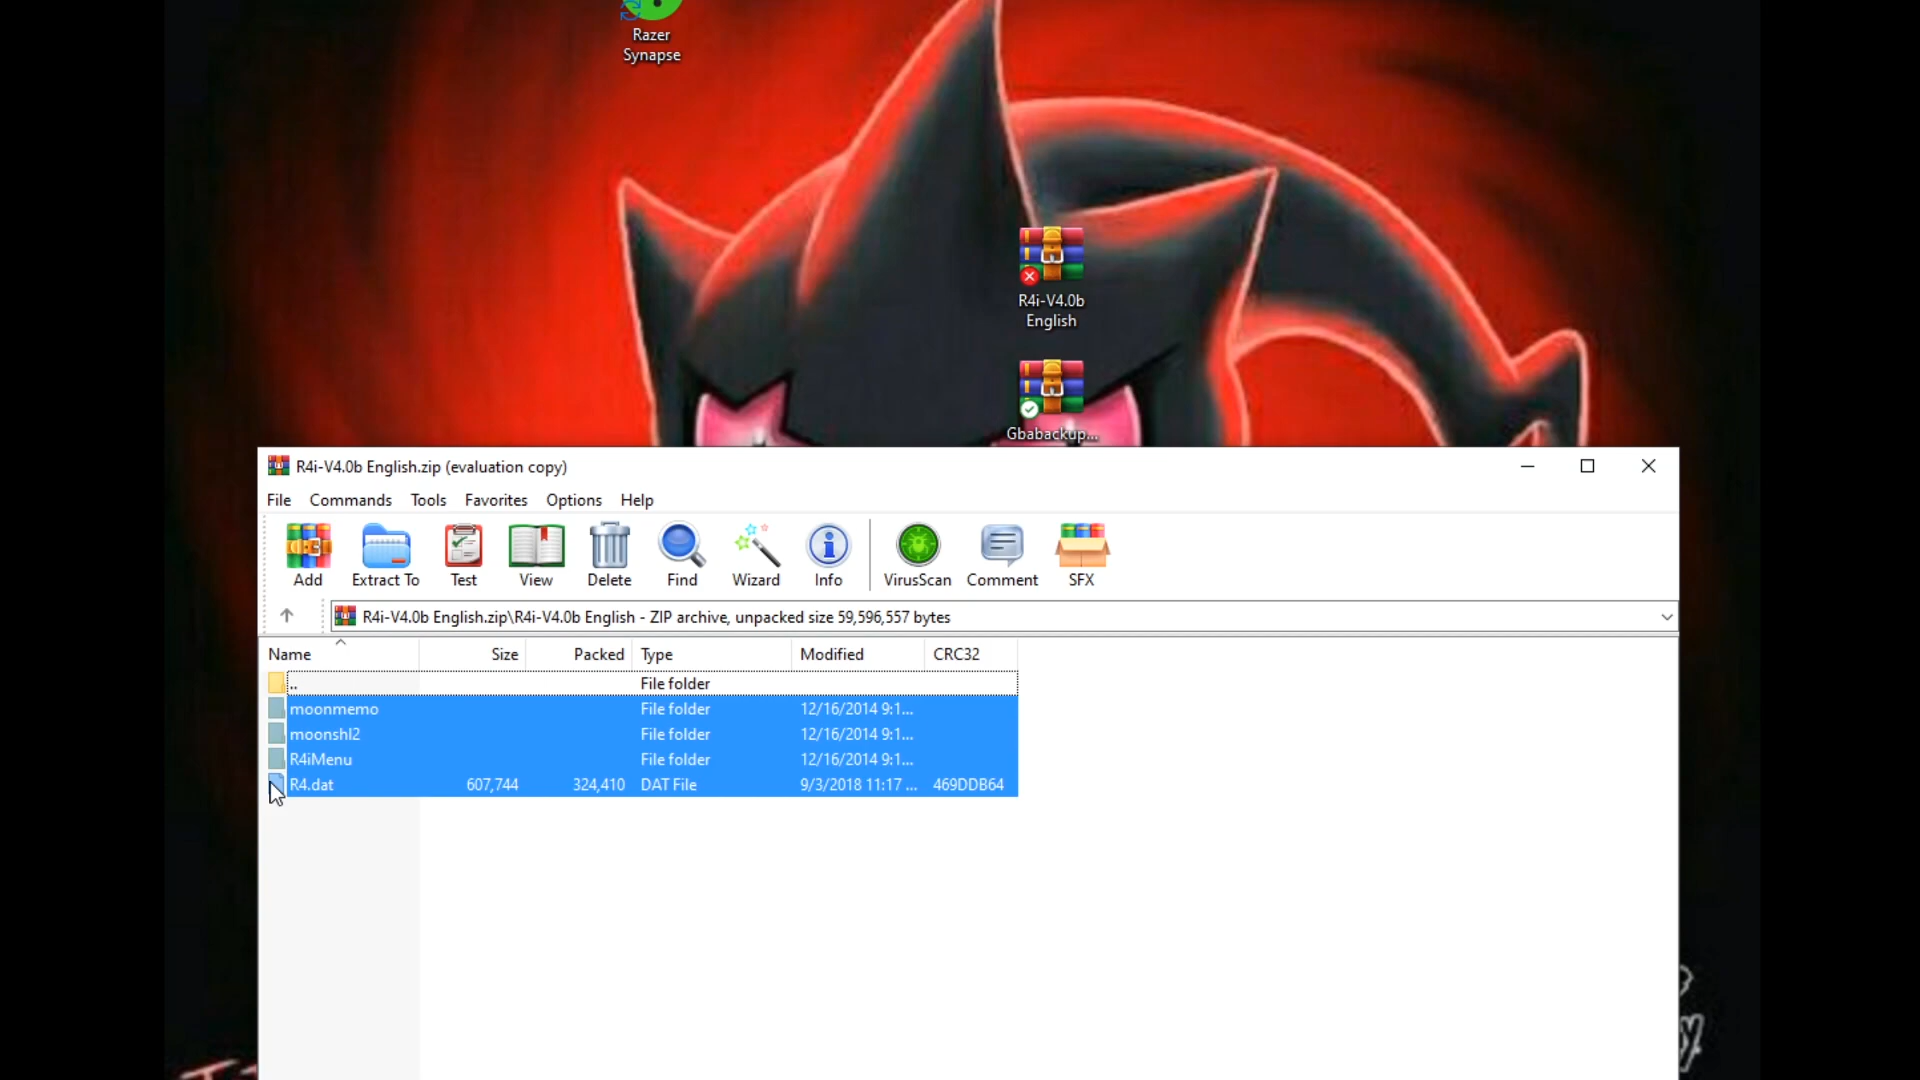 Razer
Synapse
R4i-V4.0b
English
Gbabackup...
R4i-V4.0b English.zip (evaluation copy)
File Commands Tools Favorites Options Help
Add Extract To Test View Delete Find Wizard Info VirusScan Comment SFX
R4i-V4.0b English.zip\R4i-V4.0b English - ZIP archive, unpacked size 59,596,557 bytes
Name Size Packed Type Modified CRC32
.. File folder
moonmemo File folder 12/16/2014 9:1...
moonshl2 File folder 12/16/2014 9:1...
R4iMenu File folder 12/16/2014 9:1...
R4.dat 607,744 324,410 DAT File 9/3/2018 11:17 ... 469DDB64